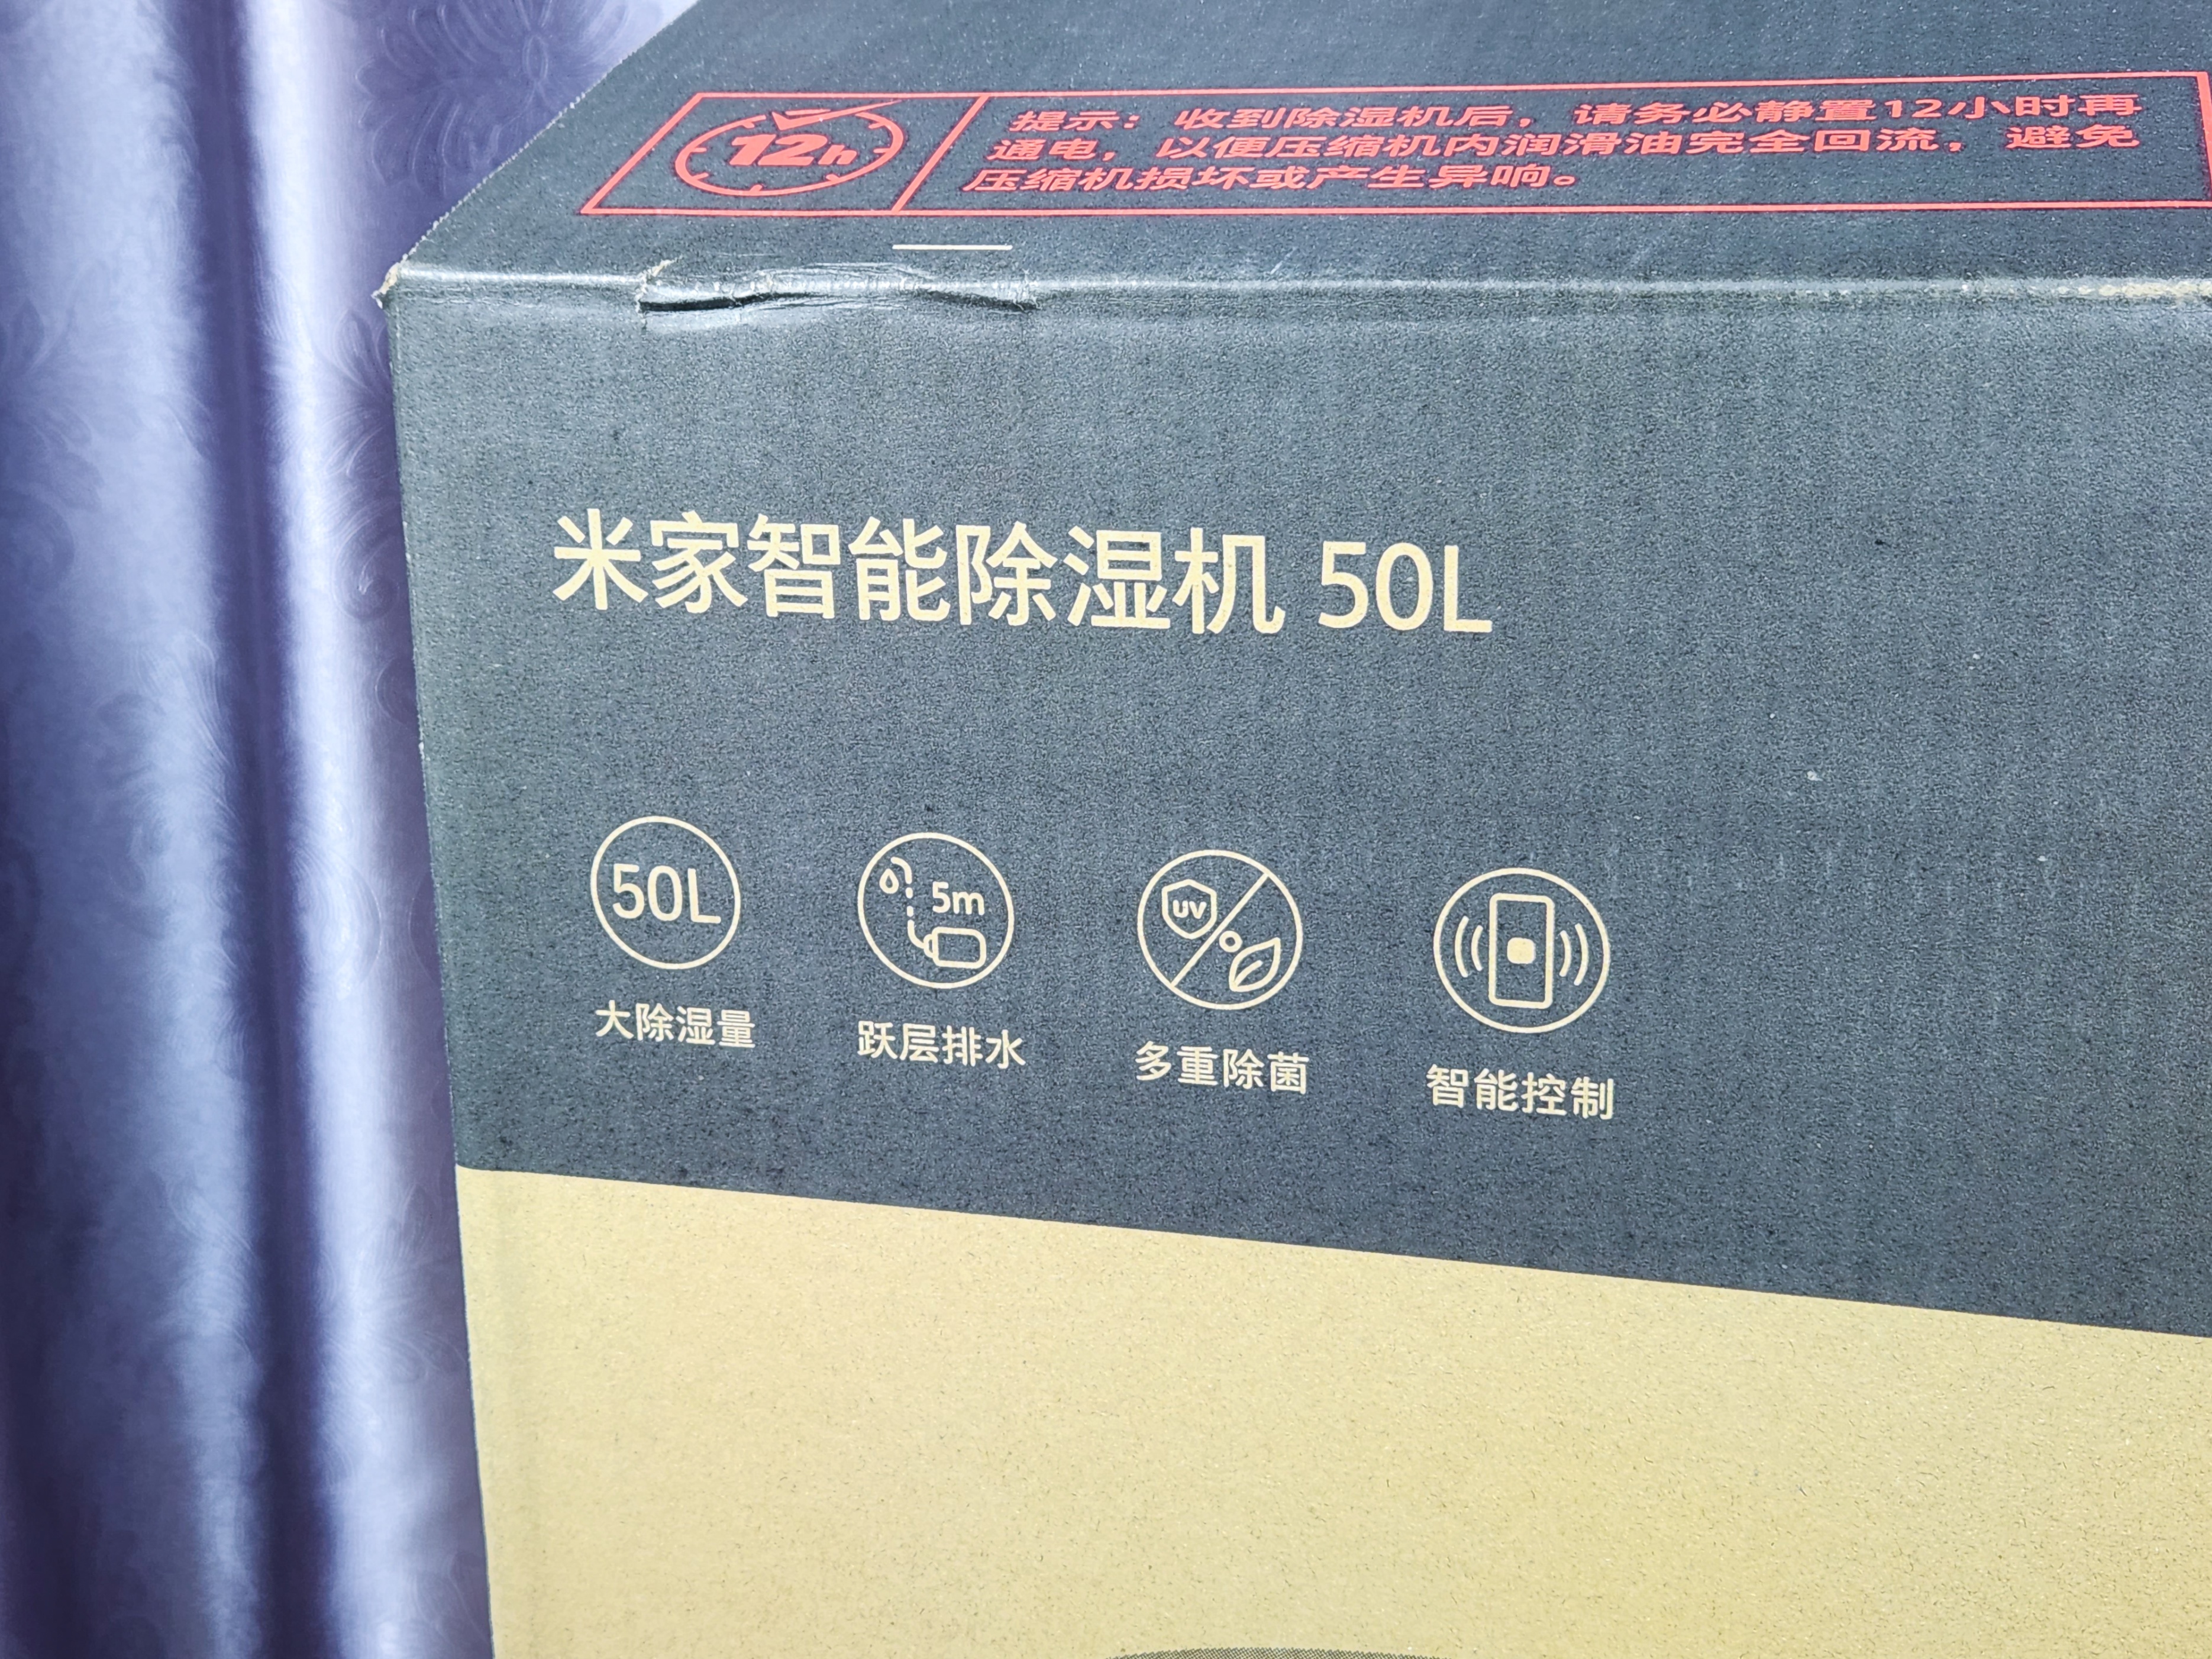 12h
提示：收到除湿机后，请务必静置12小时再
通电，以便压缩机内润滑油完全回流，避免
压缩机损坏或产生异响。
米家智能除湿机 50L
50L
5m
UV
大除湿量
跃层排水
多重除菌
智能控制